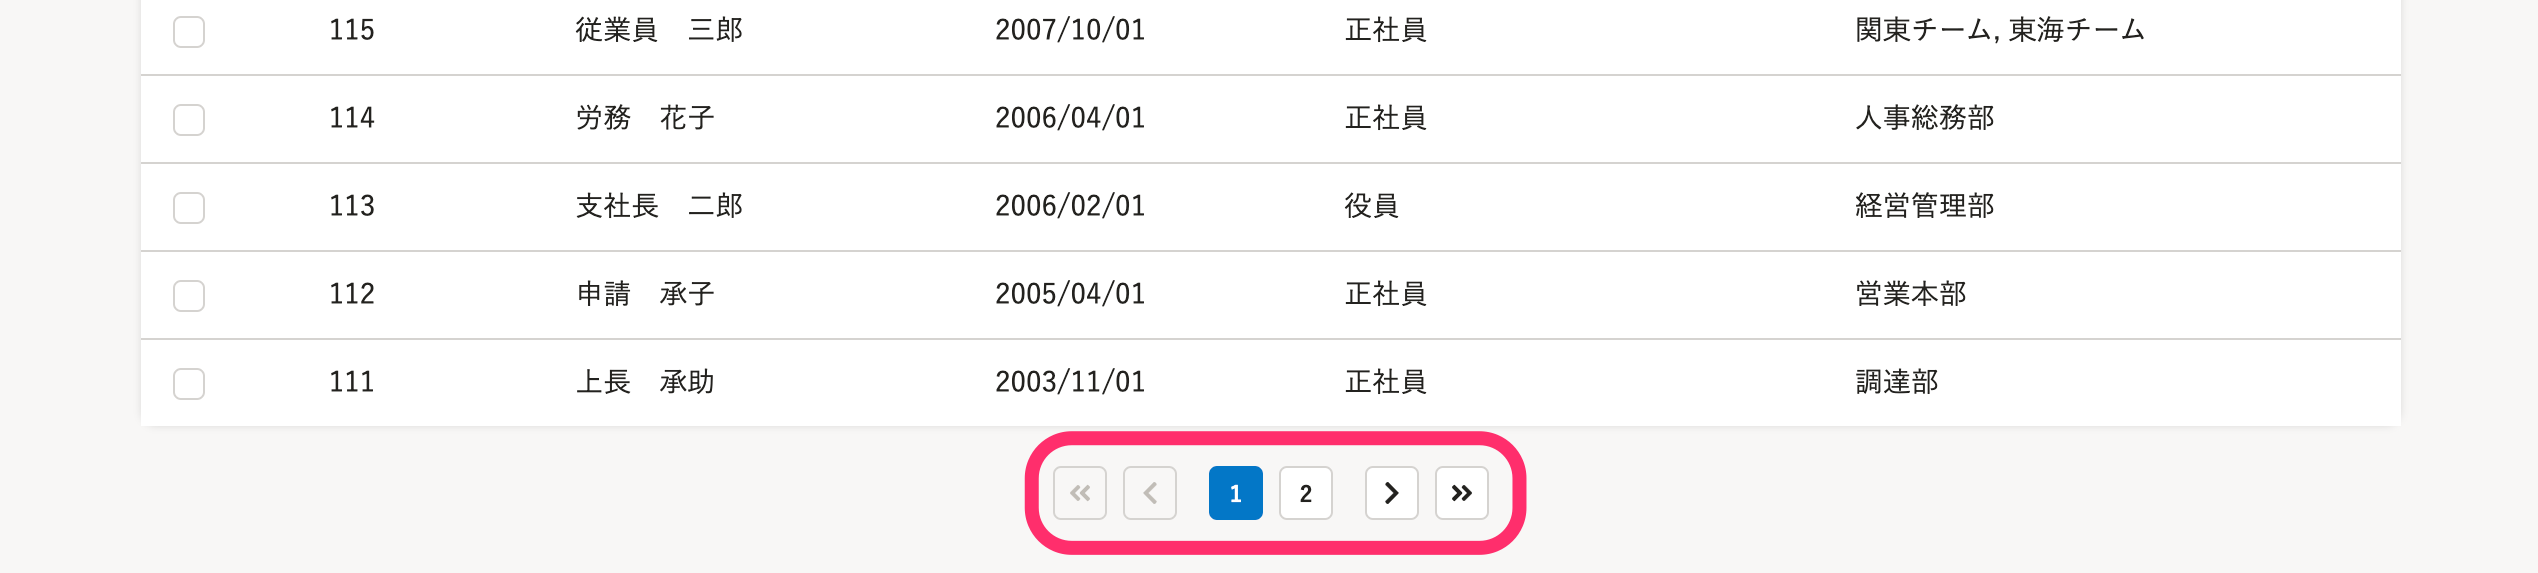 115 従業員　三郎 2007/10/01 正社員 関東チーム, 東海チーム
114 労務　花子 2006/04/01 正社員 人事総務部
113 支社長　二郎 2006/02/01 役員 経営管理部
112 申請　承子 2005/04/01 正社員 営業本部
111 上長　承助 2003/11/01 正社員 調達部
1 2